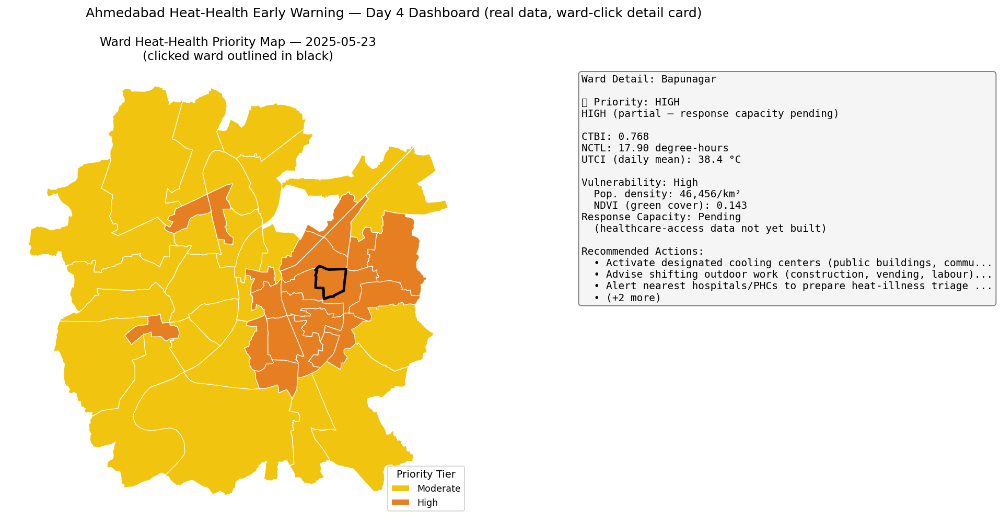 Ahmedabad Heat-Health Early Warning — Day 4 Dashboard (real data, ward-click detail card)
Ward Heat-Health Priority Map — 2025-05-23
(clicked ward outlined in black)
Ward Detail: Bapunagar
▯ Priority: HIGH
HIGH (partial — response capacity pending)
CTBI: 0.768
NCTL: 17.90 degree-hours
UTCI (daily mean): 38.4 °C
Vulnerability: High
Pop. density: 46,456/km²
NDVI (green cover): 0.143
Response Capacity: Pending
(healthcare-access data not yet built)
Recommended Actions:
• Activate designated cooling centers (public buildings, commu...
• Advise shifting outdoor work (construction, vending, labour)...
• Alert nearest hospitals/PHCs to prepare heat-illness triage ...
• (+2 more)
Priority Tier
Moderate
High